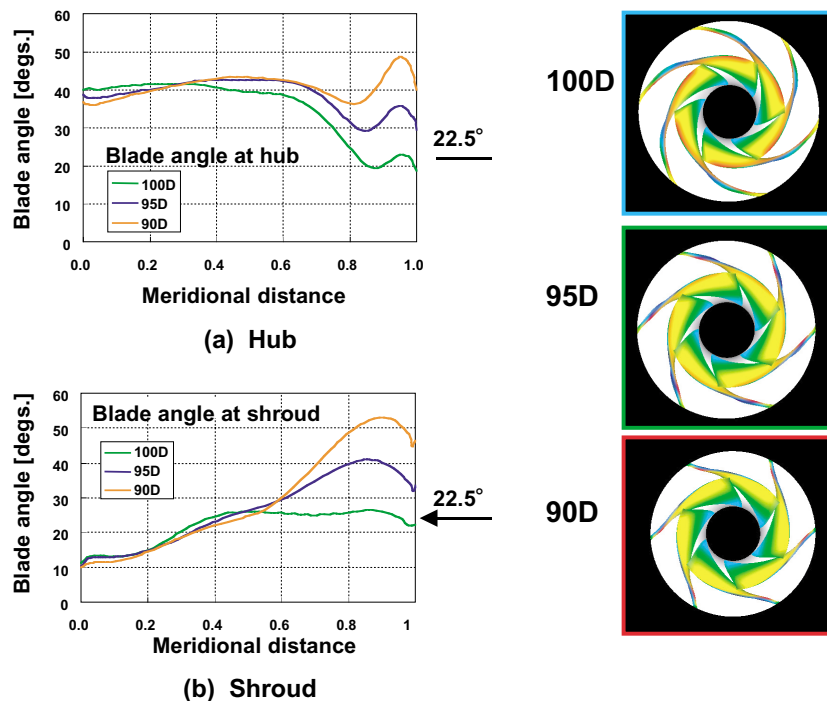 60
50
40
30
20
10
0
Blade angle [degs.]
Blade angle at hub
100D
95D
90D
0.0 0.2 0.4 0.6 0.8 1.0
Meridional distance
(a) Hub
22.5°
60
50
40
30
20
10
0
Blade angle [degs.]
Blade angle at shroud
100D
95D
90D
0.0 0.2 0.4 0.6 0.8 1
Meridional distance
(b) Shroud
22.5°
100D
95D
90D